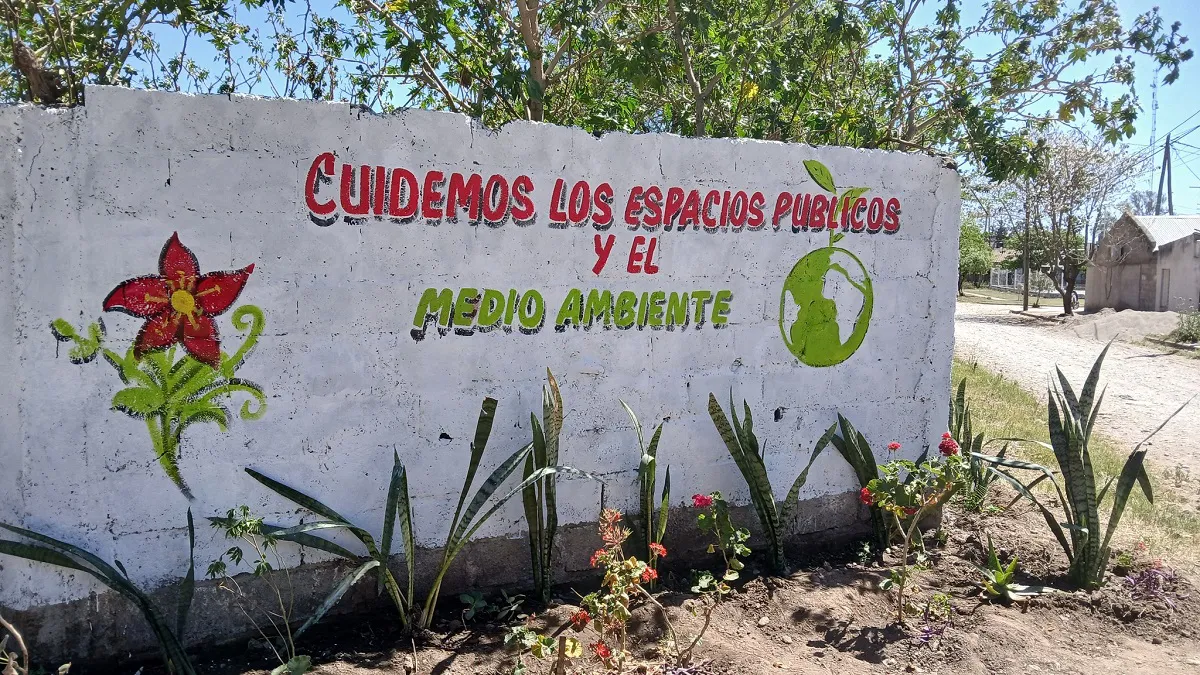 CUIDEMOS LOS ESPACIOS PUBLICOS
Y EL
MEDIO AMBIENTE